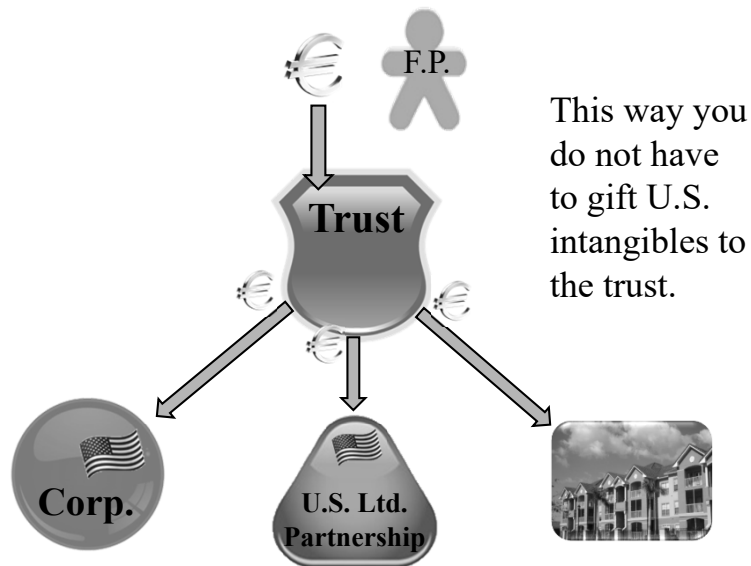 F.P.
This way you
do not have
to gift U.S.
intangibles to
the trust.
Trust
Corp.
U.S. Ltd.
Partnership